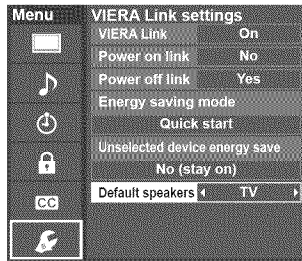 Menu
VIERA Link settings
VIERA Link On
Power on link No
Power off link Yes
Energy saving mode
Quick start
Unselected device energy save
No (stay on)
Default speakers TV
CC